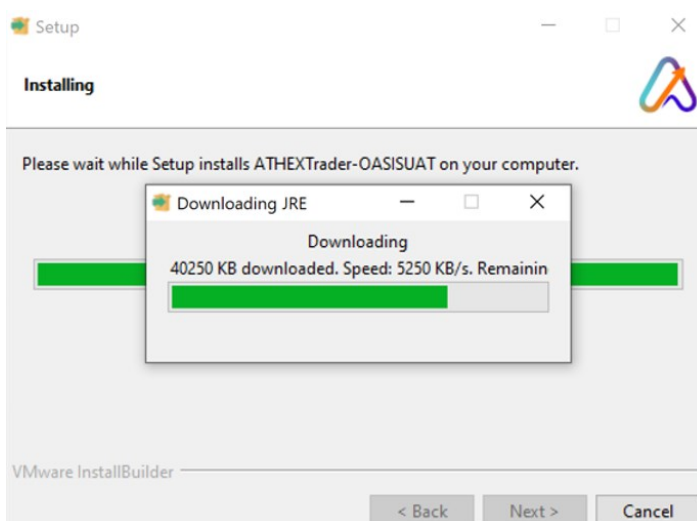 Setup
Installing
Please wait while Setup installs ATHEXTrader-OASISUAT on your computer.
Downloading JRE
Downloading
40250 KB downloaded. Speed: 5250 KB/s. Remainin
VMware InstallBuilder
< Back Next > Cancel